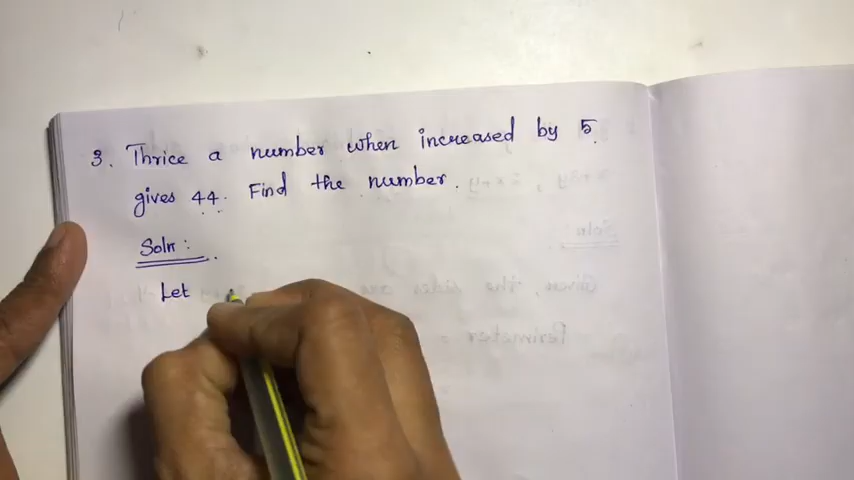 3. Thrice a number when increased by 5
gives 44. Find the number.
Soln:
Let